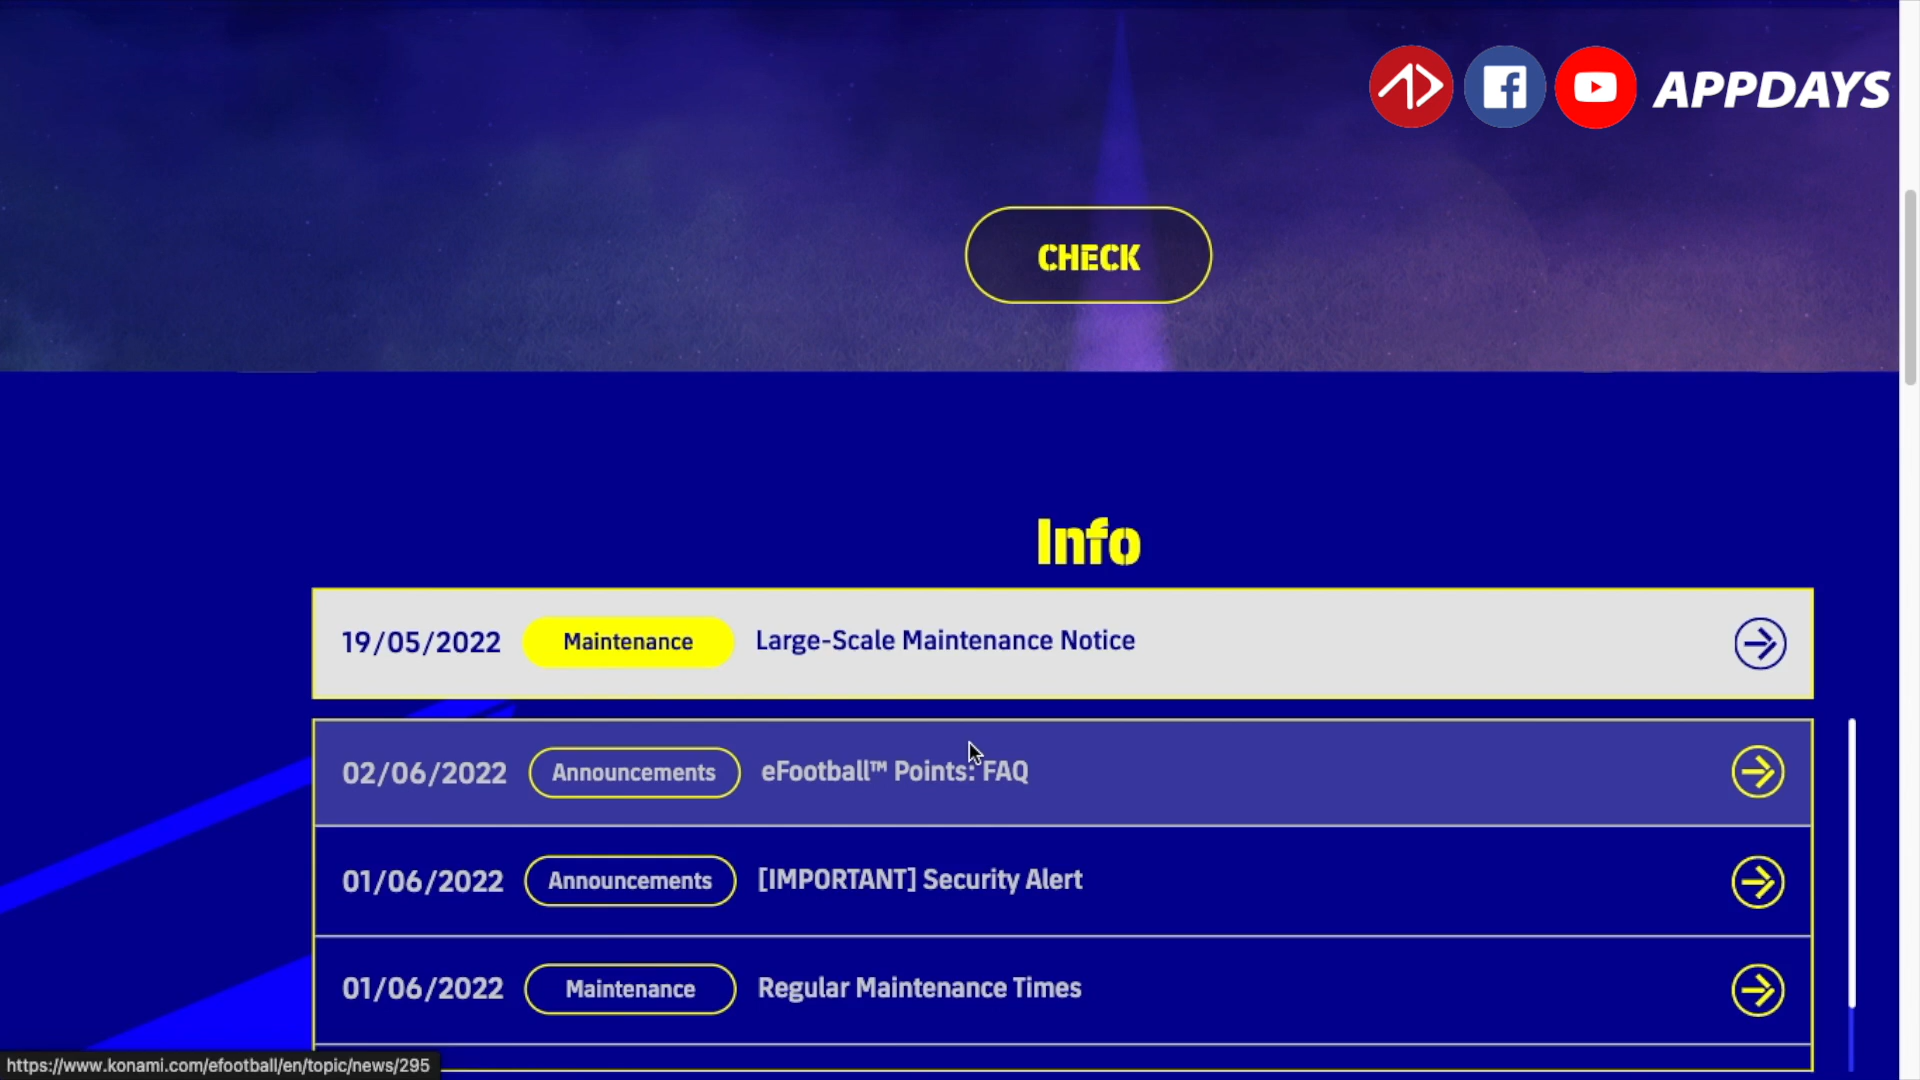 APPDAYS
CHECK
Info
19/05/2022 Maintenance Large-Scale Maintenance Notice
02/06/2022 Announcements eFootball™ Points: FAQ
01/06/2022 Announcements [IMPORTANT] Security Alert
01/06/2022 Maintenance Regular Maintenance Times
https://www.konami.com/efootball/en/topic/news/295